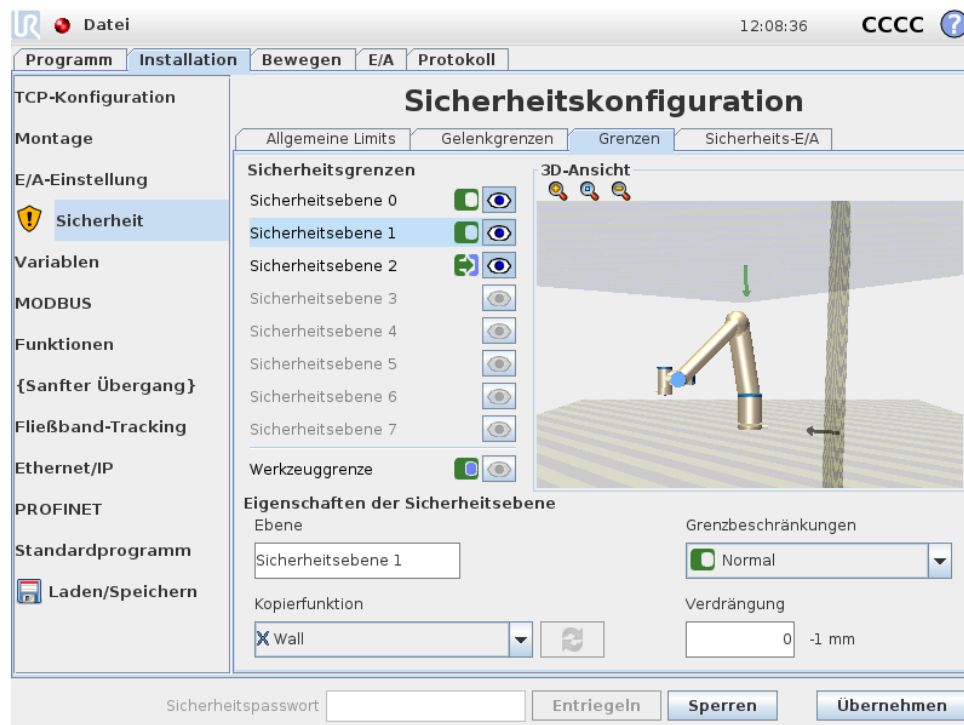 UR Datei 12:08:36 CCCC ?
Programm Installation Bewegen E/A Protokoll
TCP-Konfiguration
Montage
E/A-Einstellung
Sicherheit
Variablen
MODBUS
Funktionen
{Sanfter Übergang}
Fließband-Tracking
Ethernet/IP
PROFINET
Standardprogramm
Laden/Speichern
Sicherheitskonfiguration
Allgemeine Limits Gelenkgrenzen Grenzen Sicherheits-E/A
Sicherheitsgrenzen
Sicherheitsebene 0
Sicherheitsebene 1
Sicherheitsebene 2
Sicherheitsebene 3
Sicherheitsebene 4
Sicherheitsebene 5
Sicherheitsebene 6
Sicherheitsebene 7
Werkzeuggrenze
3D-Ansicht
Eigenschaften der Sicherheitsebene
Ebene
Sicherheitsebene 1
Grenzbeschränkungen
Normal
Kopierfunktion
Wall
Verdrängung
0 -1 mm
Sicherheitspasswort Entriegeln Sperren Übernehmen